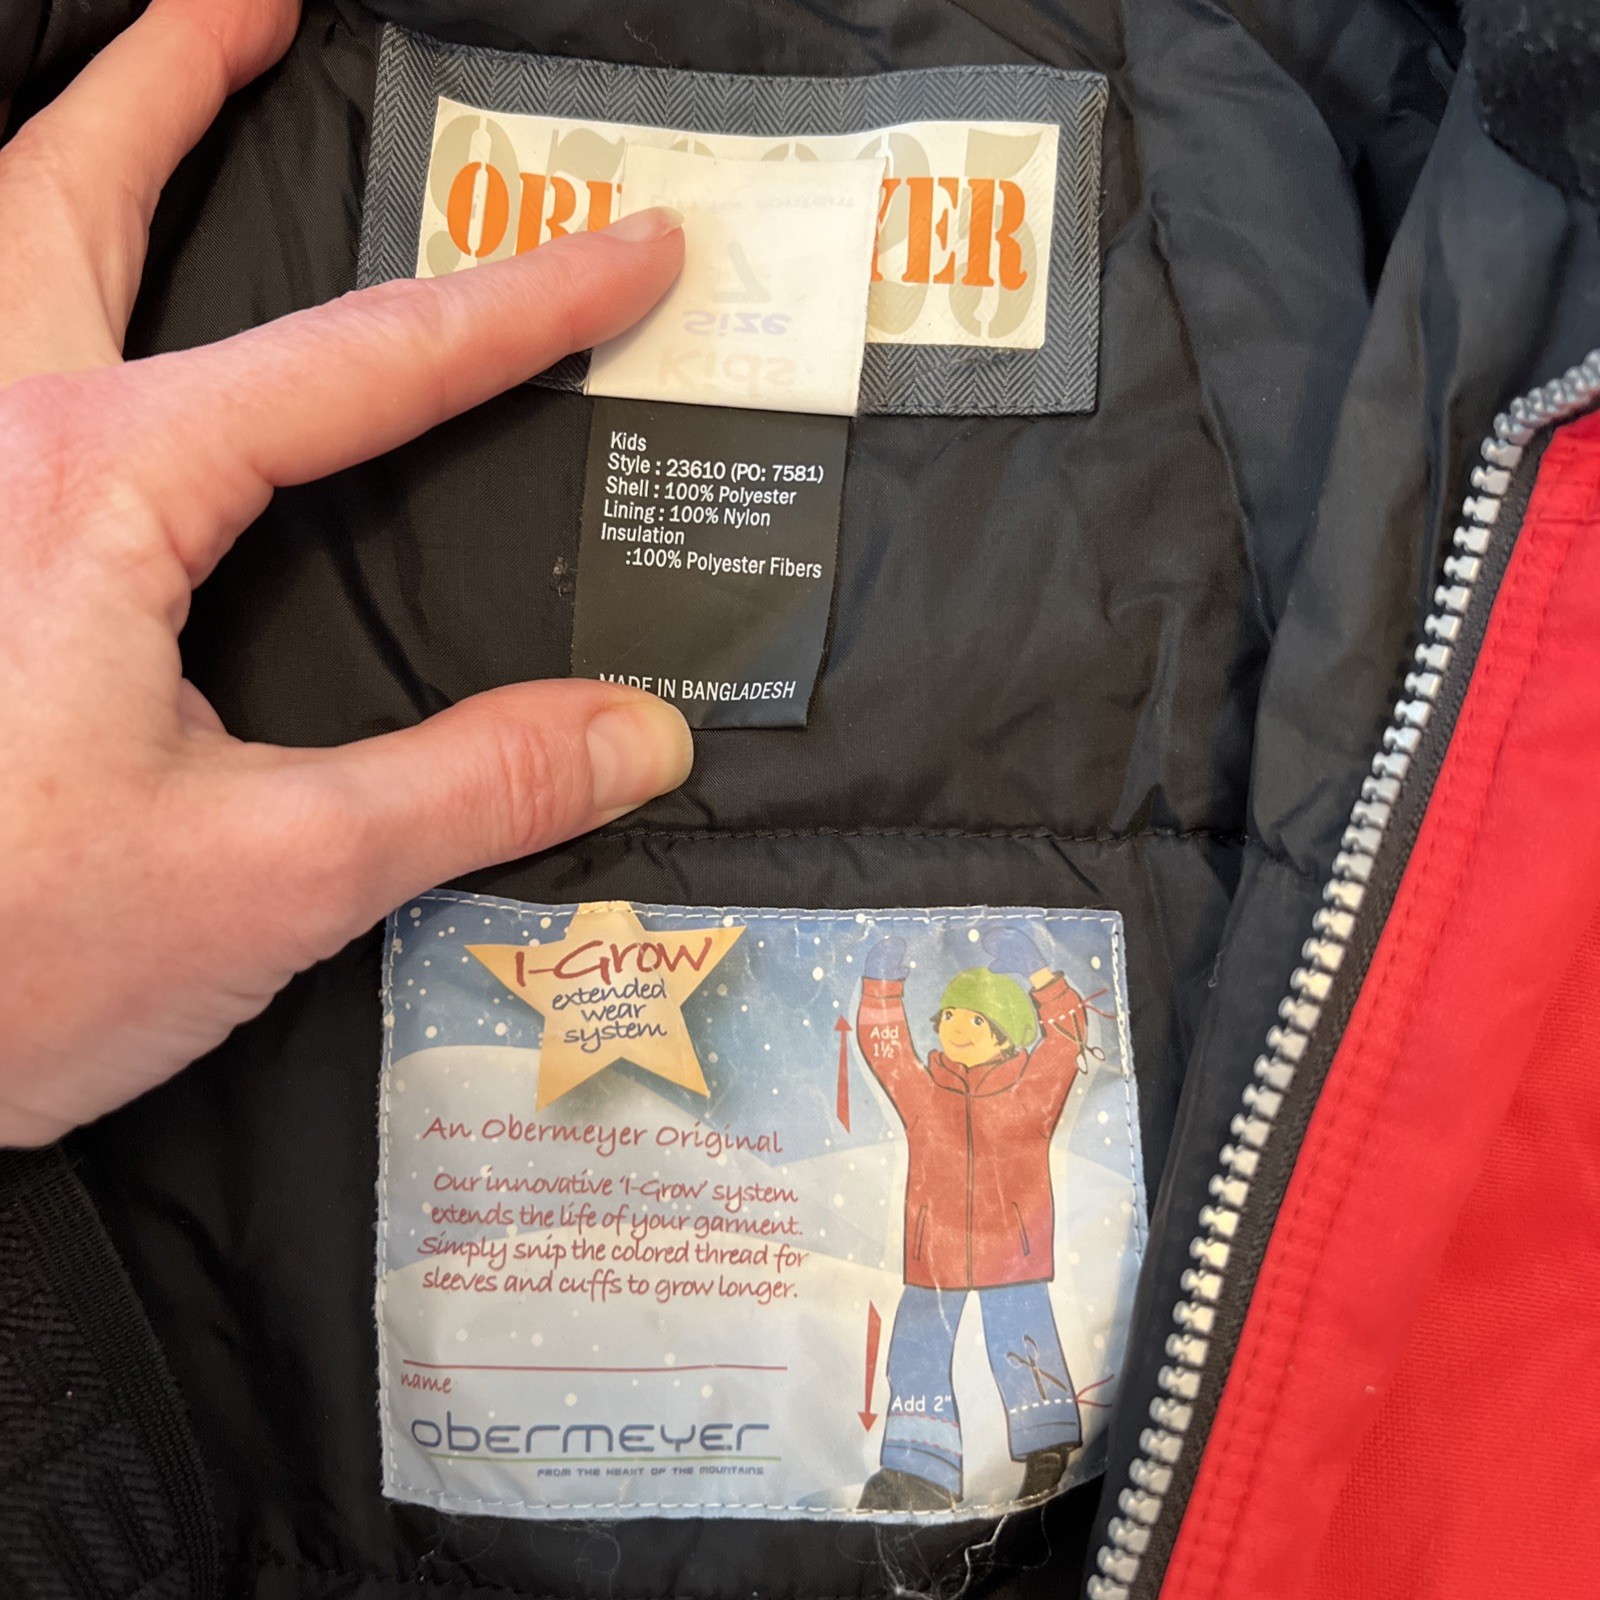 Size
Kids
Kids
Style : 23610 (PO: 7581)
Shell : 100% Polyester
Lining : 100% Nylon
Insulation
:100% Polyester Fibers
MADE IN BANGLADESH
I-Grow
extended
wear
system
Add
1½"
An Obermeyer Original
Our innovative 'I-Grow' system
extends the life of your garment.
Simply snip the colored thread for
sleeves and cuffs to grow longer.
name
Add 2"
obermeyer
FROM THE HEART OF THE MOUNTAINS